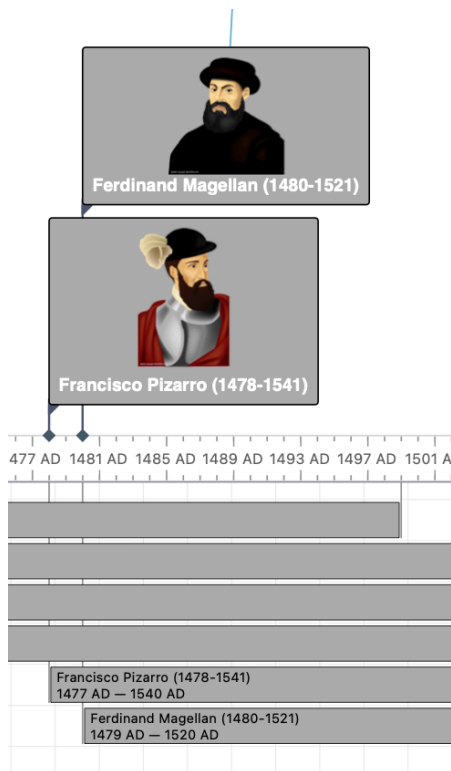 Ferdinand Magellan (1480-1521)
Francisco Pizarro (1478-1541)
477 AD 1481 AD 1485 AD 1489 AD 1493 AD 1497 AD 1501 A
Francisco Pizarro (1478-1541)
1477 AD — 1540 AD
Ferdinand Magellan (1480-1521)
1479 AD — 1520 AD